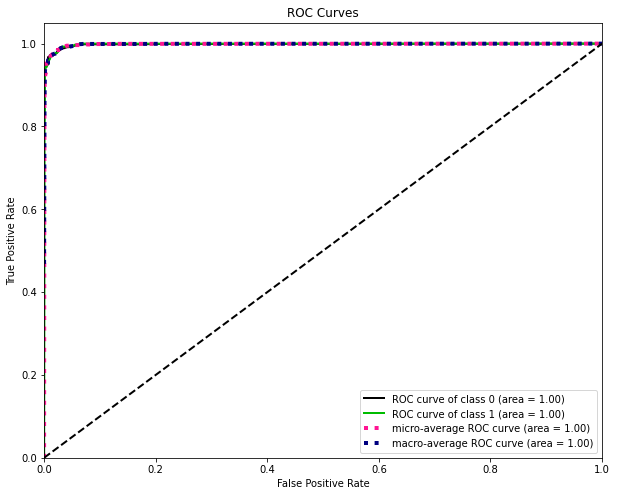 ROC Curves
True Positive Rate
1.0
0.8
0.6
0.4
0.2
0.0
0.0 0.2 0.4 0.6 0.8 1.0
False Positive Rate
ROC curve of class 0 (area = 1.00)
ROC curve of class 1 (area = 1.00)
micro-average ROC curve (area = 1.00)
macro-average ROC curve (area = 1.00)